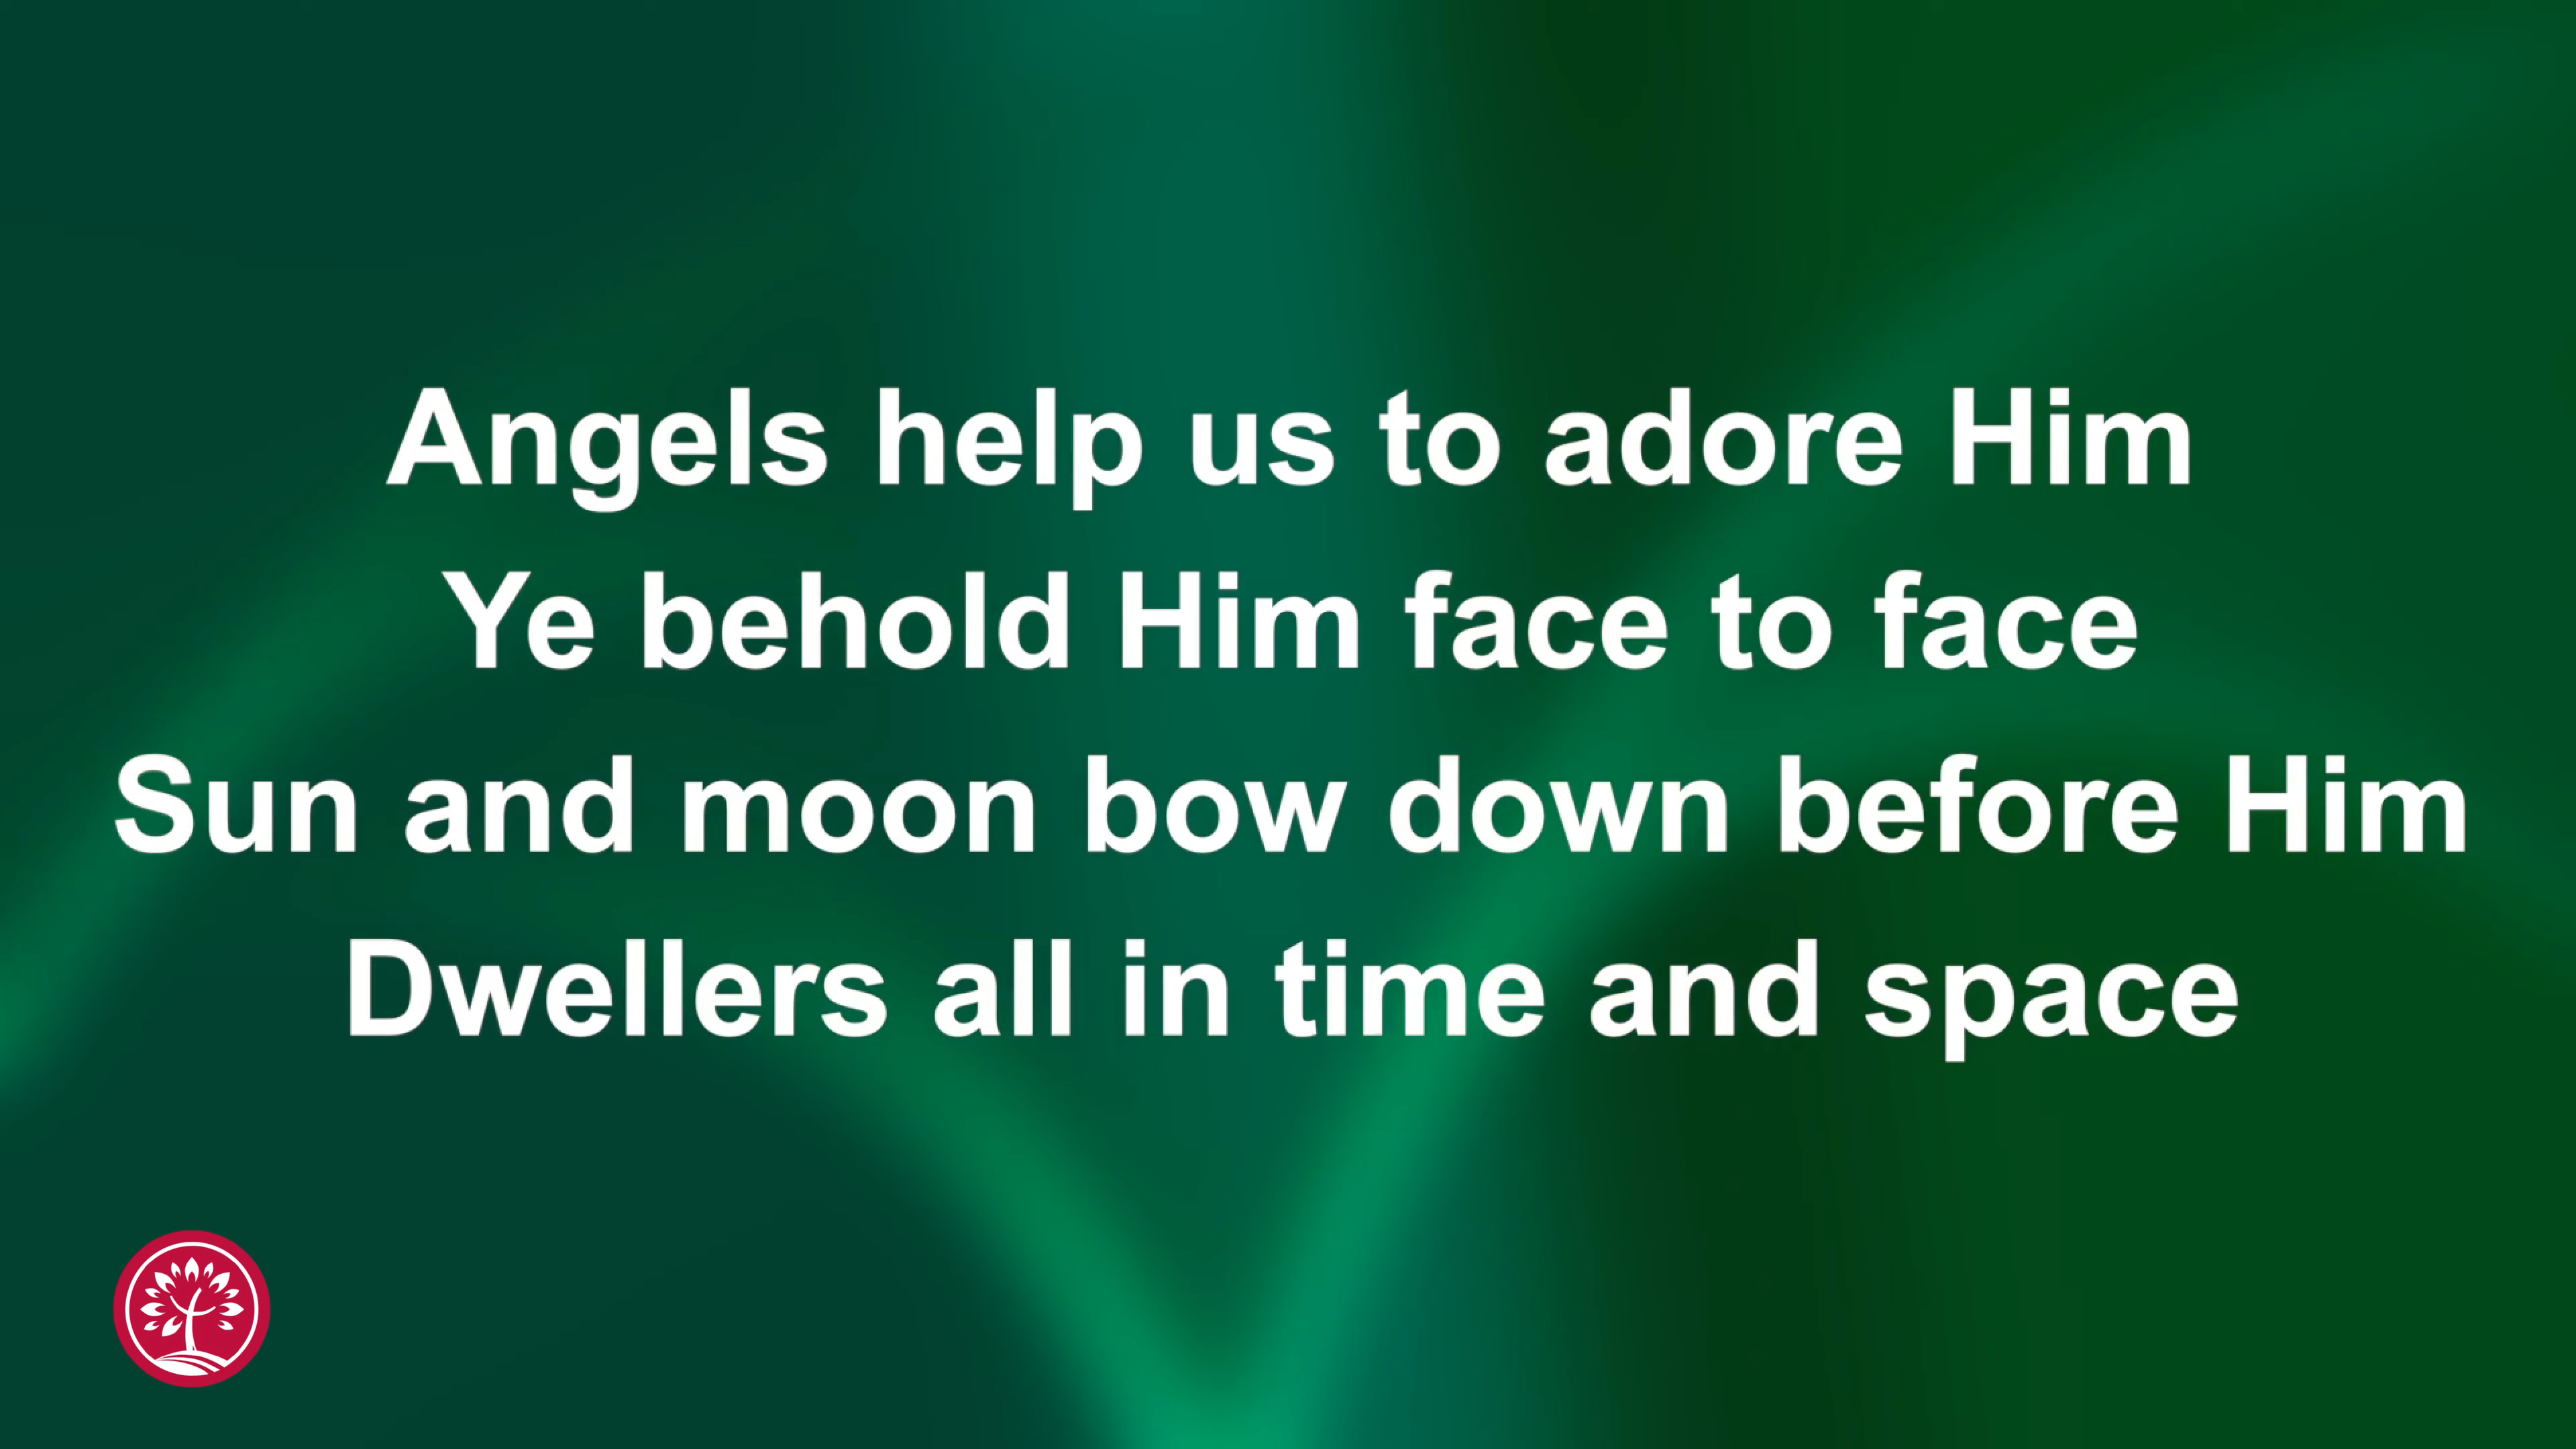 Angels help us to adore Him
Ye behold Him face to face
Sun and moon bow down before Him
Dwellers all in time and space